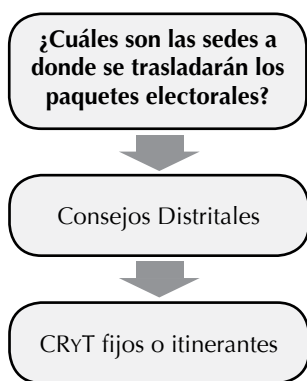 ¿Cuáles son las sedes a
donde se trasladarán los
paquetes electorales?
Consejos Distritales
CRyT fijos o itinerantes